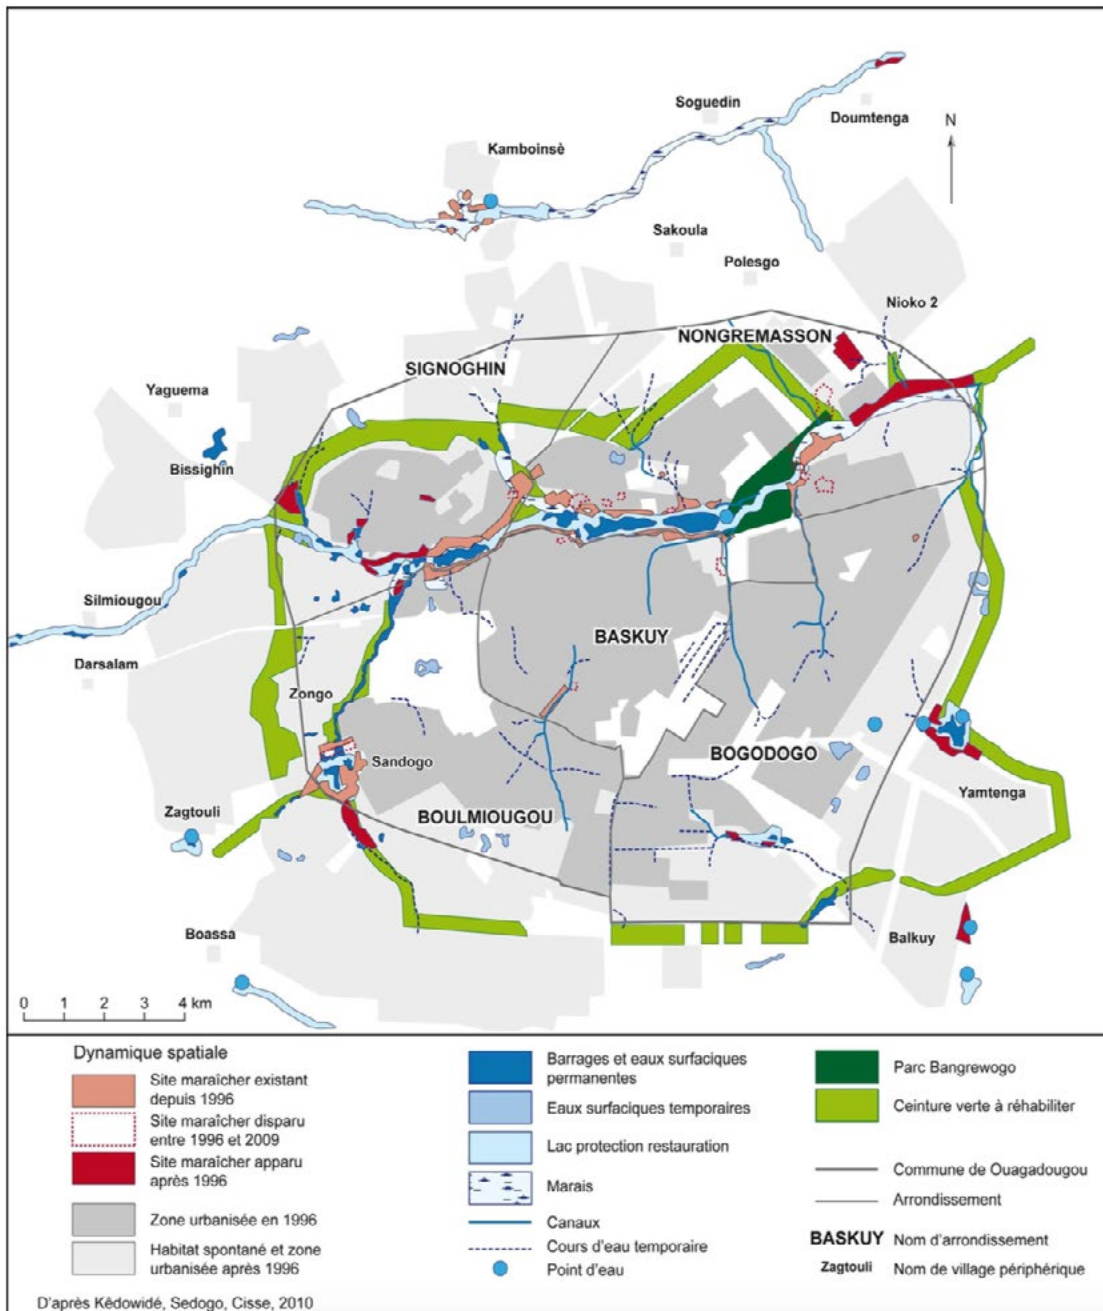 Soguedin
Doumtenga
N
Kamboinsè
Sakoula
Polesgo
Nioko 2
NONGREMASSON
SIGNOGHIN
Yaguema
Bissighin
Silmiougou
BASKUY
Darsalam
Zongo
Sandogo
BOGODOGO
Yamtenga
Zagtouli
BOULMIOUGOU
Boassa
Balkuy
0 1 2 3 4 km
Dynamique spatiale
Site maraîcher existant
depuis 1996
Site maraîcher disparu
entre 1996 et 2009
Site maraîcher apparu
après 1996
Zone urbanisée en 1996
Habitat spontané et zone
urbanisée après 1996
Barrages et eaux surfaciques
permanentes
Eaux surfaciques temporaires
Lac protection restauration
Marais
Canaux
Cours d'eau temporaire
Point d'eau
Parc Bangrewogo
Ceinture verte à réhabiliter
Commune de Ouagadougou
Arrondissement
BASKUY Nom d'arrondissement
Zagtouli Nom de village périphérique
D'après Kêdowidé, Sedogo, Cisse, 2010